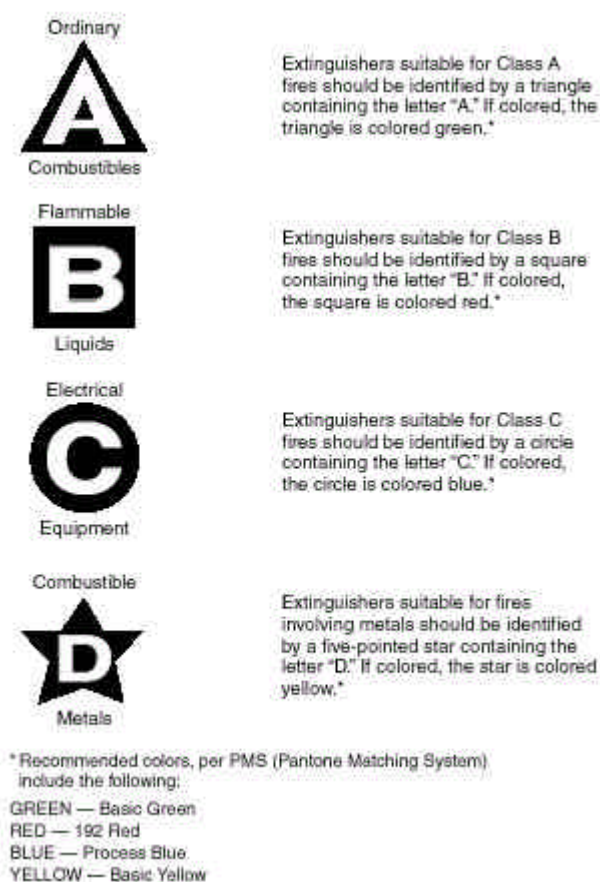 Ordinary
A
Combustibles
Extinguishers suitable for Class A
fires should be identified by a triangle
containing the letter “A.” If colored, the
triangle is colored green.*
Flammable
B
Liquids
Extinguishers suitable for Class B
fires should be identified by a square
containing the letter “B.” If colored,
the square is colored red.*
Electrical
C
Equipment
Extinguishers suitable for Class C
fires should be identified by a circle
containing the letter “C.” If colored,
the circle is colored blue.*
Combustible
D
Metals
Extinguishers suitable for fires
involving metals should be identified
by a five-pointed star containing the
letter “D.” If colored, the star is colored
yellow.*
* Recommended colors, per PMS (Pantone Matching System)
include the following:
GREEN — Basic Green
RED — 192 Red
BLUE — Process Blue
YELLOW — Basic Yellow